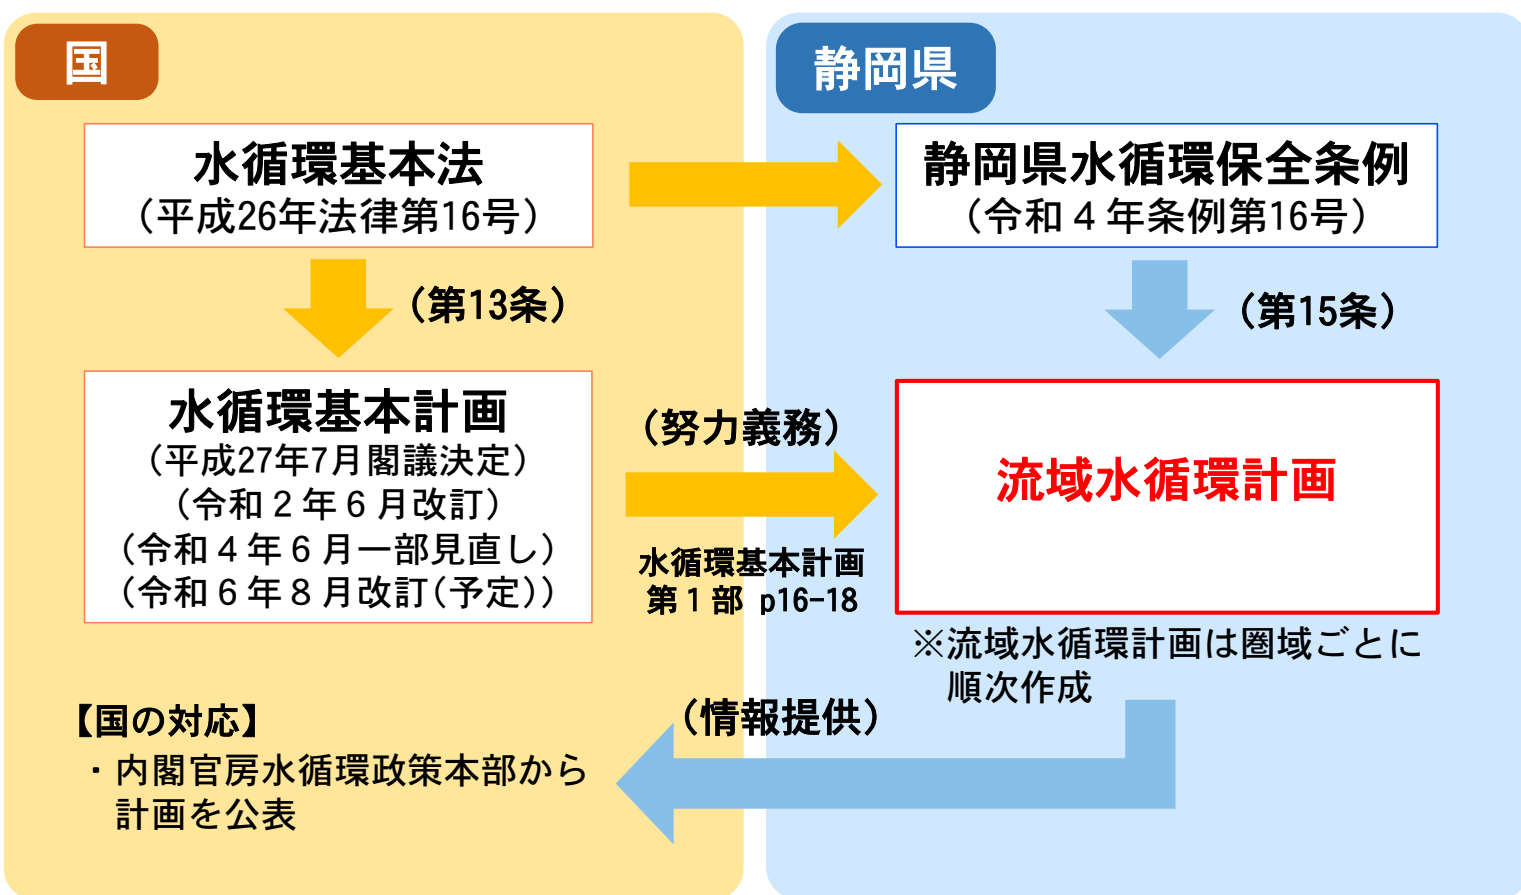 国
水循環基本法
（平成26年法律第16号）
（第13条）
水循環基本計画
（平成27年7月閣議決定）
（令和２年６月改訂）
（令和４年６月一部見直し）
（令和６年８月改訂(予定)）
（努力義務）
水循環基本計画
第１部 p16-18
【国の対応】
・内閣官房水循環政策本部から
計画を公表
（情報提供）
静岡県
静岡県水循環保全条例
（令和４年条例第16号）
（第15条）
流域水循環計画
※流域水循環計画は圏域ごとに
順次作成